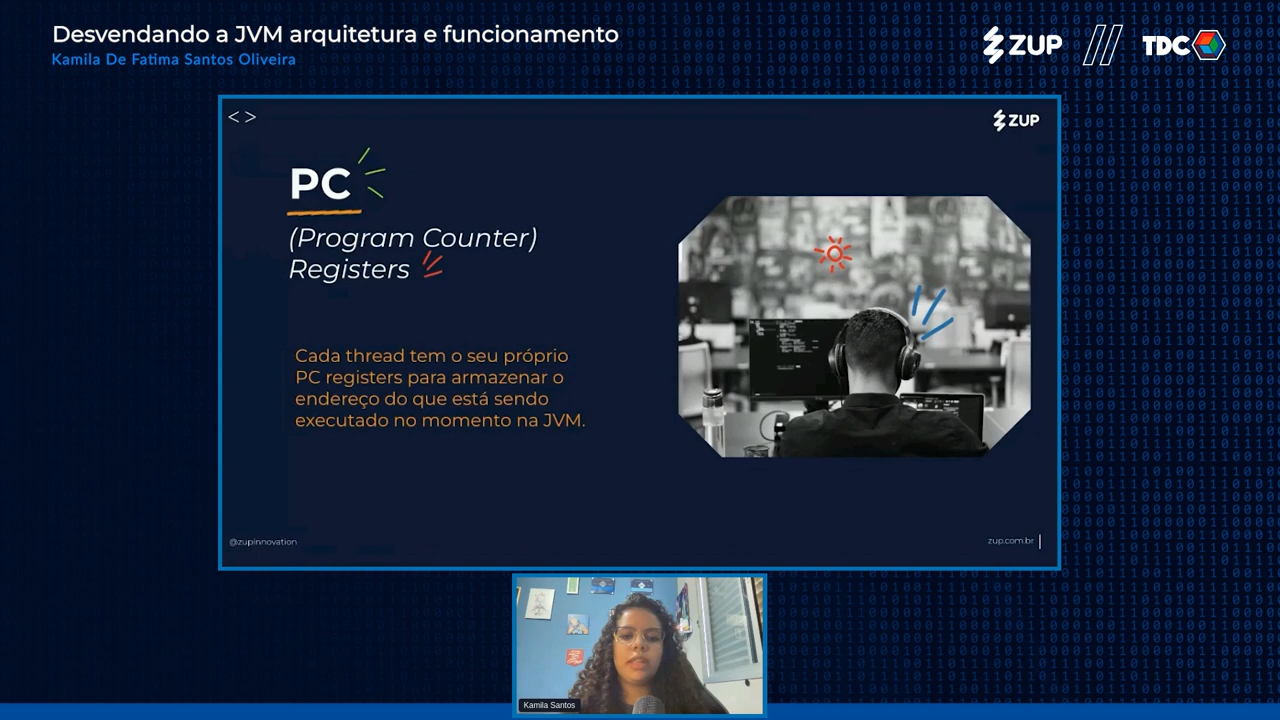 Desvendando a JVM arquitetura e funcionamento
Kamila De Fatima Santos Oliveira
ZUP
TDC
< >
ZUP
PC
(Program Counter)
Registers
Cada thread tem o seu próprio
PC registers para armazenar o
endereço do que está sendo
executado no momento na JVM.
@zupinnovation
zup.com.br
Kamila Santos